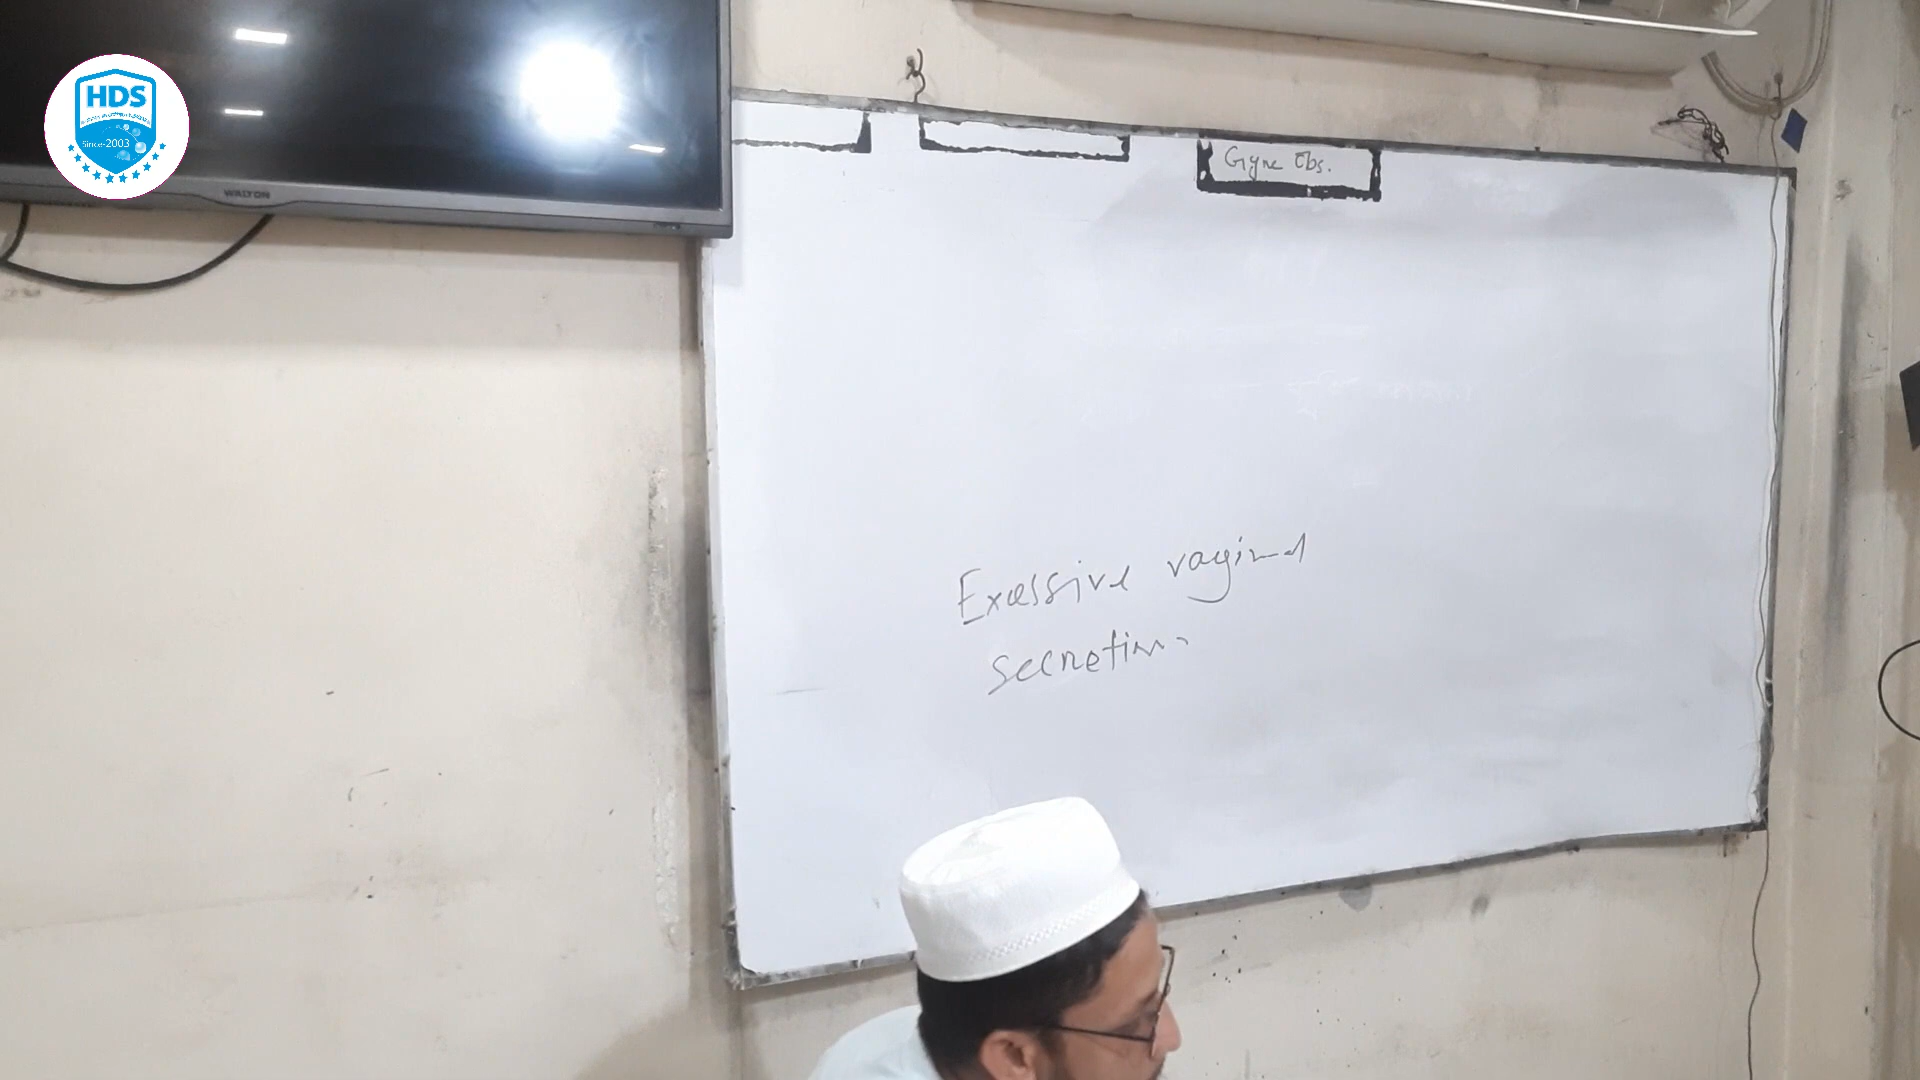 HDS
Since-2003
WALTON
Gyne Obs.
Excessive vaginal
secretion